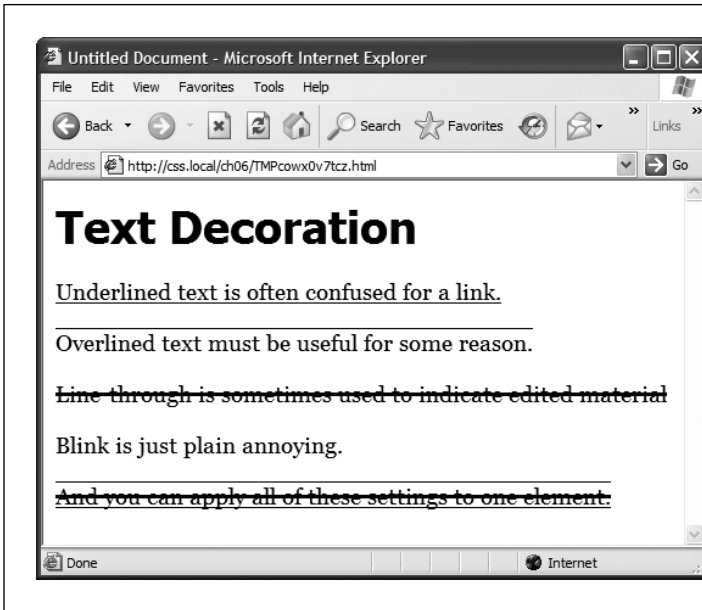 Untitled Document - Microsoft Internet Explorer
File Edit View Favorites Tools Help
Back Search Favorites » Links »
Address http://css.local/ch06/TMPcowx0v7tcz.html Go
Text Decoration
Underlined text is often confused for a link.
Overlined text must be useful for some reason.
Line-through is sometimes used to indicate edited material
Blink is just plain annoying.
And you can apply all of these settings to one element.
Done Internet